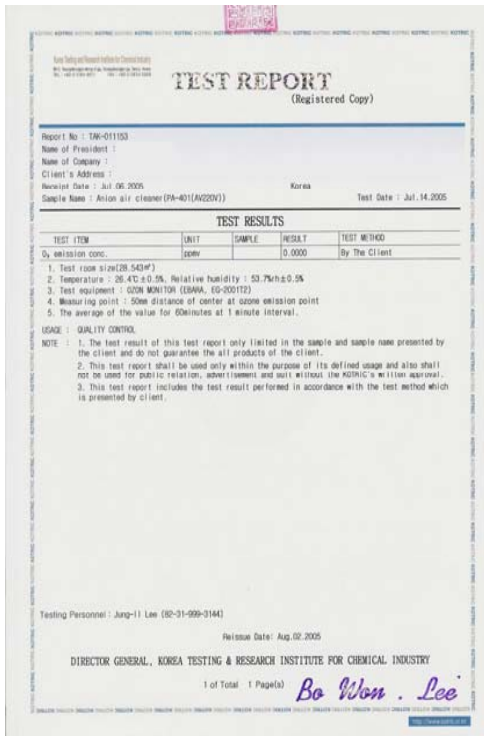 Korea Testing and Research Institute for Chemical Industry
TEST REPORT
(Registered Copy)
Report No : TAK-011153
Name of President :
Name of Company :
Client's Address :
Receipt Date : Jul.06.2005 Korea
Sample Name : Anion air cleaner(PA-401(AV220V)) Test Date : Jul.14.2005
TEST RESULTS
TEST ITEM UNIT SAMPLE RESULT TEST METHOD
O₃ emission conc. ppmv 0.0000 By The Client
1. Test room size(28.543㎥)
2. Temperature : 26.4℃±0.5%, Relative humidity : 53.7%rh±0.5%
3. Test equipment : OZON MONITOR (EBARA, EG-2001T2)
4. Measuring point : 50mm distance of center at ozone emission point
5. The average of the value for 60minutes at 1 minute interval.
USAGE : QUALITY CONTROL
NOTE : 1. The test result of this test report only limited in the sample and sample name presented by
the client and do not guarantee the all products of the client.
2. This test report shall be used only within the purpose of its defined usage and also shall
not be used for public relation, advertisement and suit without the KOTRIC's written approval.
3. This test report includes the test result performed in accordance with the test method which
is presented by client.
Testing Personnel : Jung-Il Lee (82-31-999-3144)
Reissue Date: Aug.02.2005
DIRECTOR GENERAL, KOREA TESTING & RESEARCH INSTITUTE FOR CHEMICAL INDUSTRY
1 of Total 1 Page(s)
Bo Won . Lee